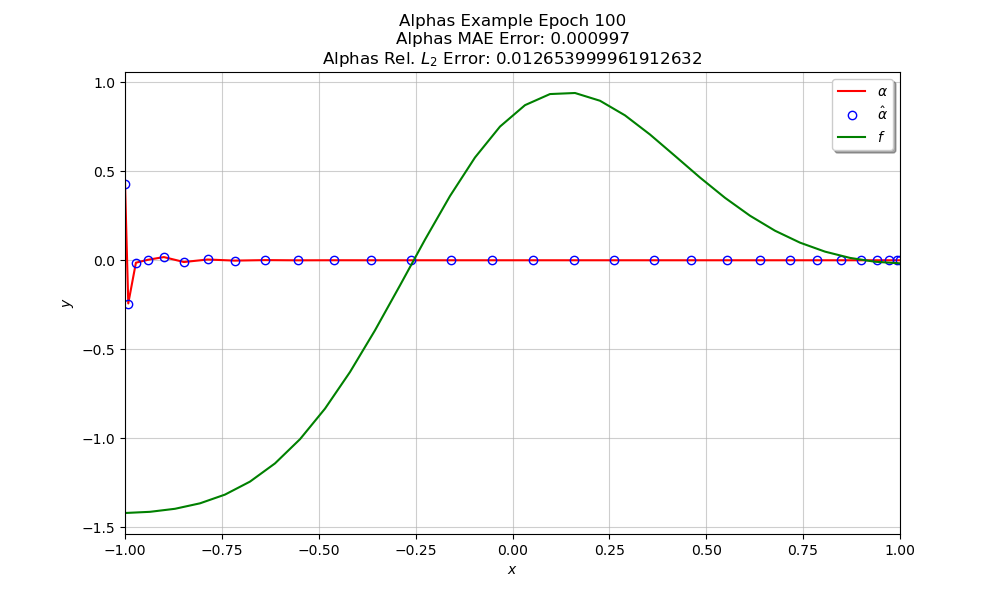 Alphas Example Epoch 100
Alphas MAE Error: 0.000997
Alphas Rel. L₂ Error: 0.012653999961912632
1.0
0.5
0.0
−0.5
−1.0
−1.5
y
−1.00
−0.75
−0.50
−0.25
0.00
0.25
0.50
0.75
1.00
x
α
α̂
f